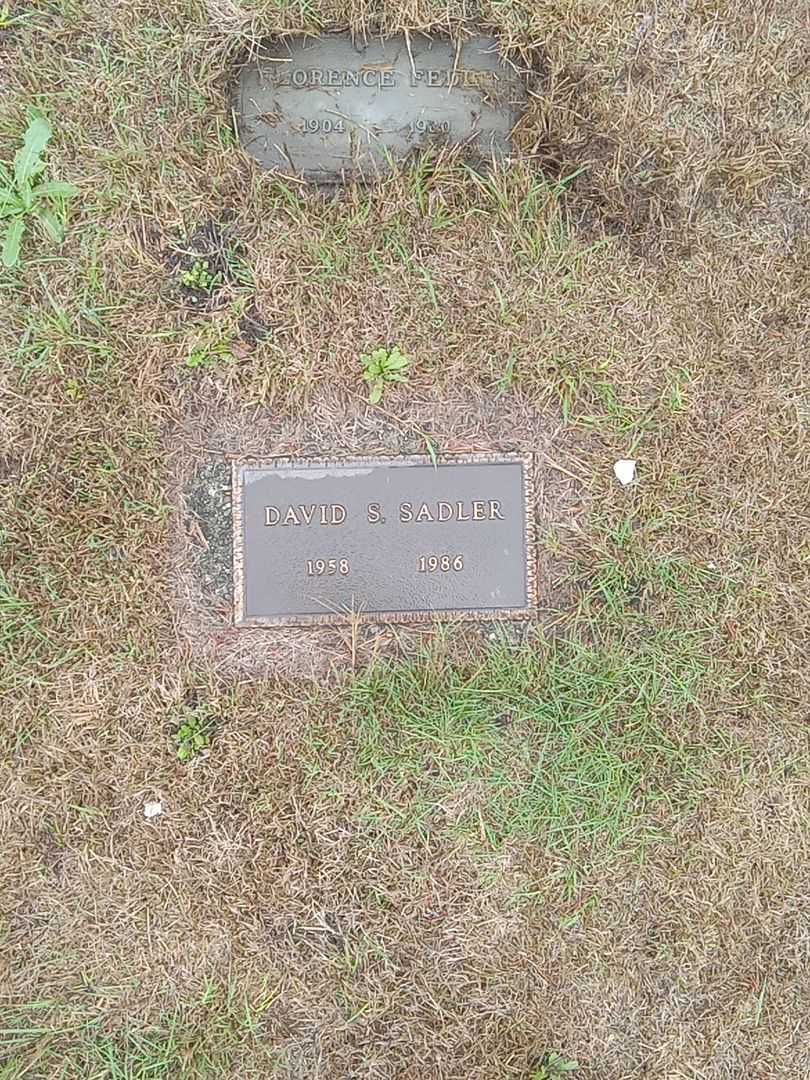 FLORENCE
1904
DAVID S. SADLER
1958 1986